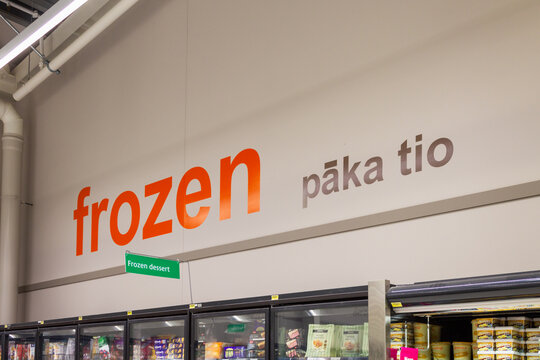 frozen pāka tio
Frozen dessert